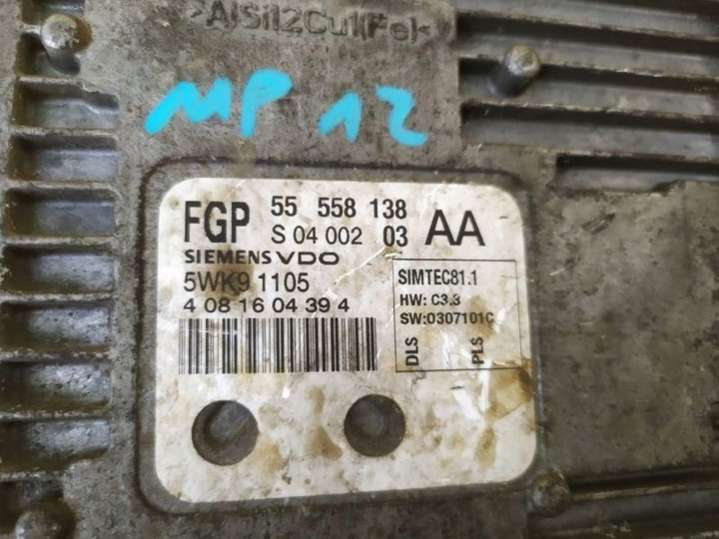 >AlSi12Cu1(Fe)<
MP 12
FGP 55 558 138 AA
S 04 002 03
SIEMENS VDO
5WK9 1105
4 08 16 04 39 4
SIMTEC81.1
HW: C3.3
SW:0307101C
DLS
PLS